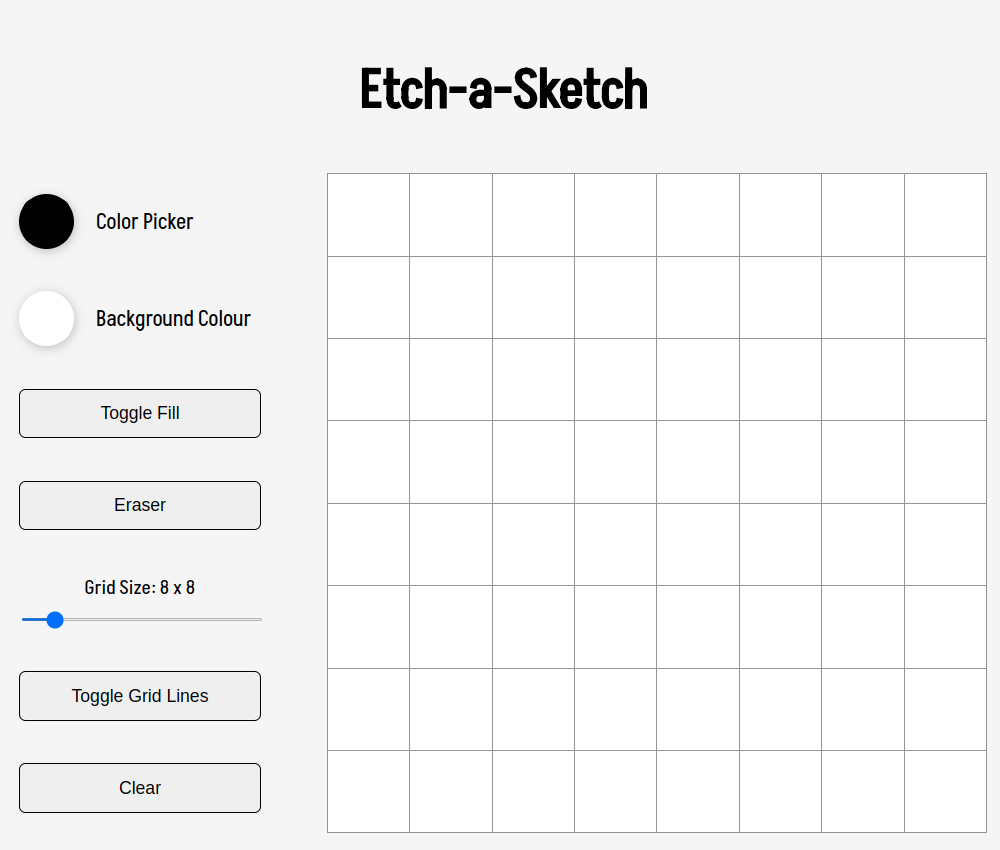 Etch-a-Sketch
Color Picker
Background Colour
Toggle Fill
Eraser
Grid Size: 8 x 8
Toggle Grid Lines
Clear